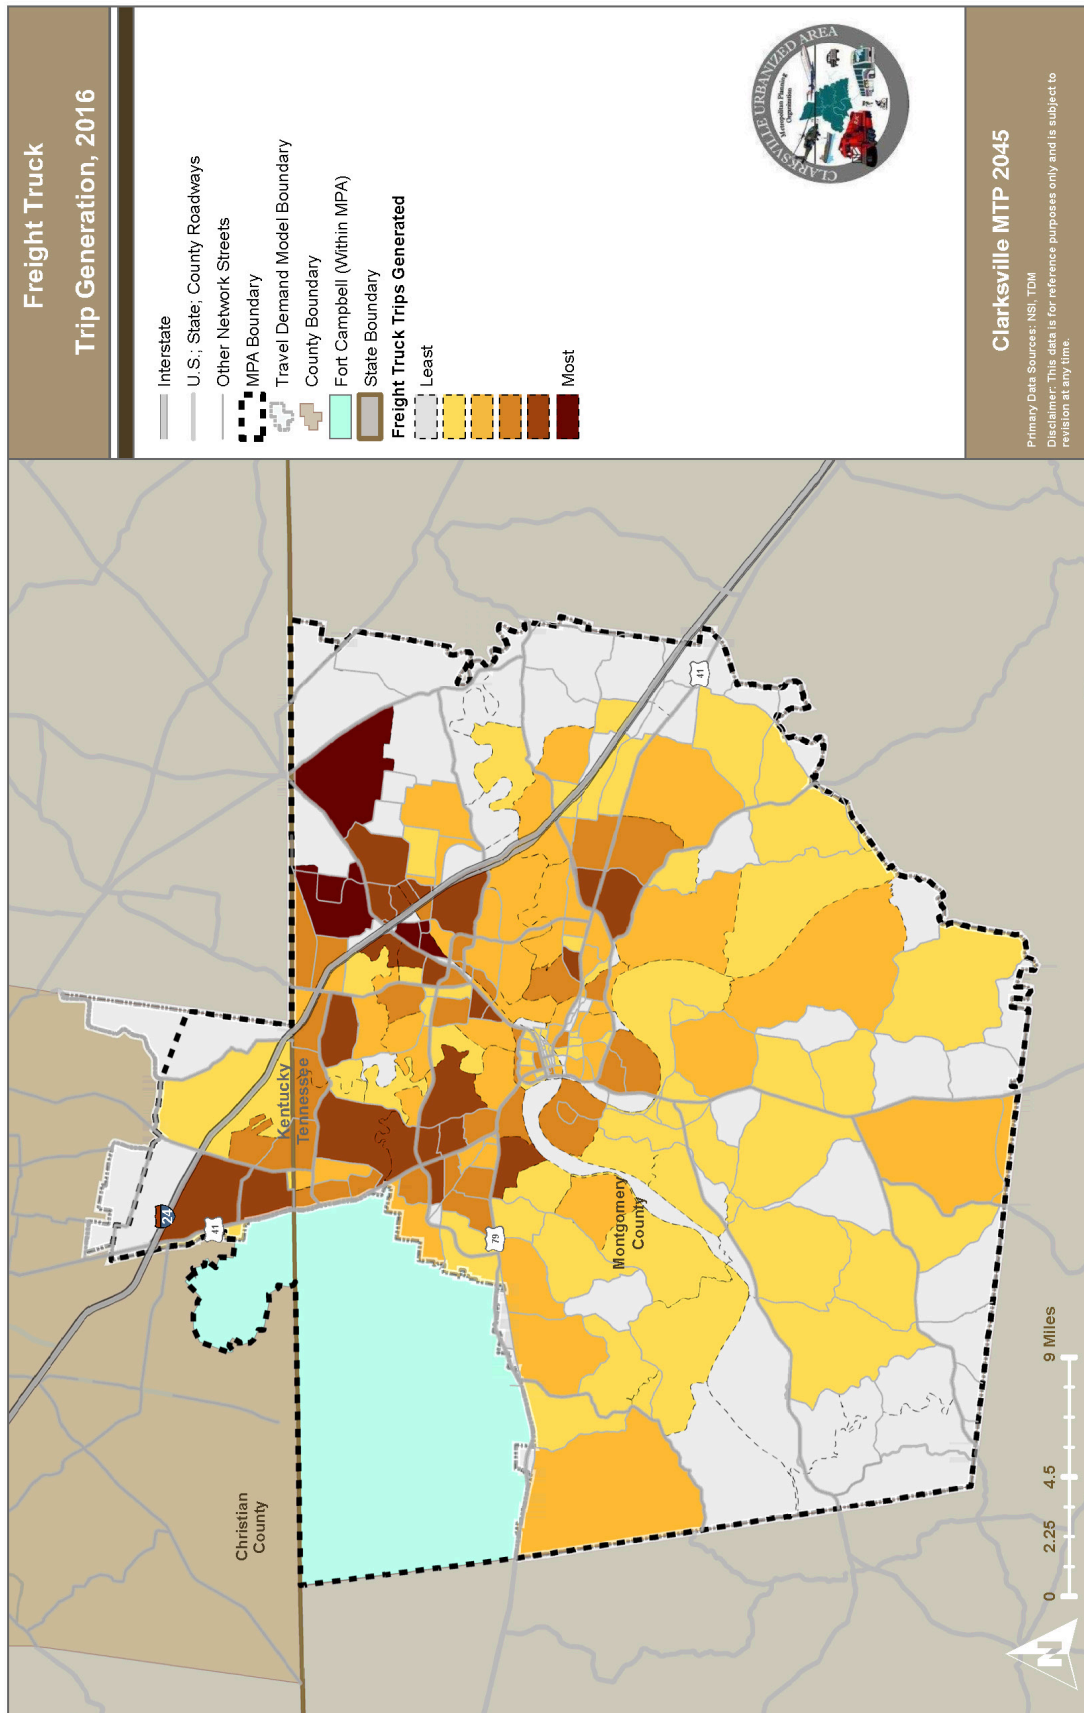 Freight Truck
Trip Generation, 2016
Interstate
U.S.; State; County Roadways
Other Network Streets
MPA Boundary
Travel Demand Model Boundary
County Boundary
Fort Campbell (Within MPA)
State Boundary
Freight Truck Trips Generated
Least
Most
CLARKSVILLE URBANIZED AREA
Metropolitan Planning
Organization
Clarksville MTP 2045
Primary Data Sources: NSI, TDM
Disclaimer: This data is for reference purposes only and is subject to
revision at any time.
Christian
County
Kentucky
Tennessee
Montgomery
County
24
41
79
41
N
0 2.25 4.5 9 Miles